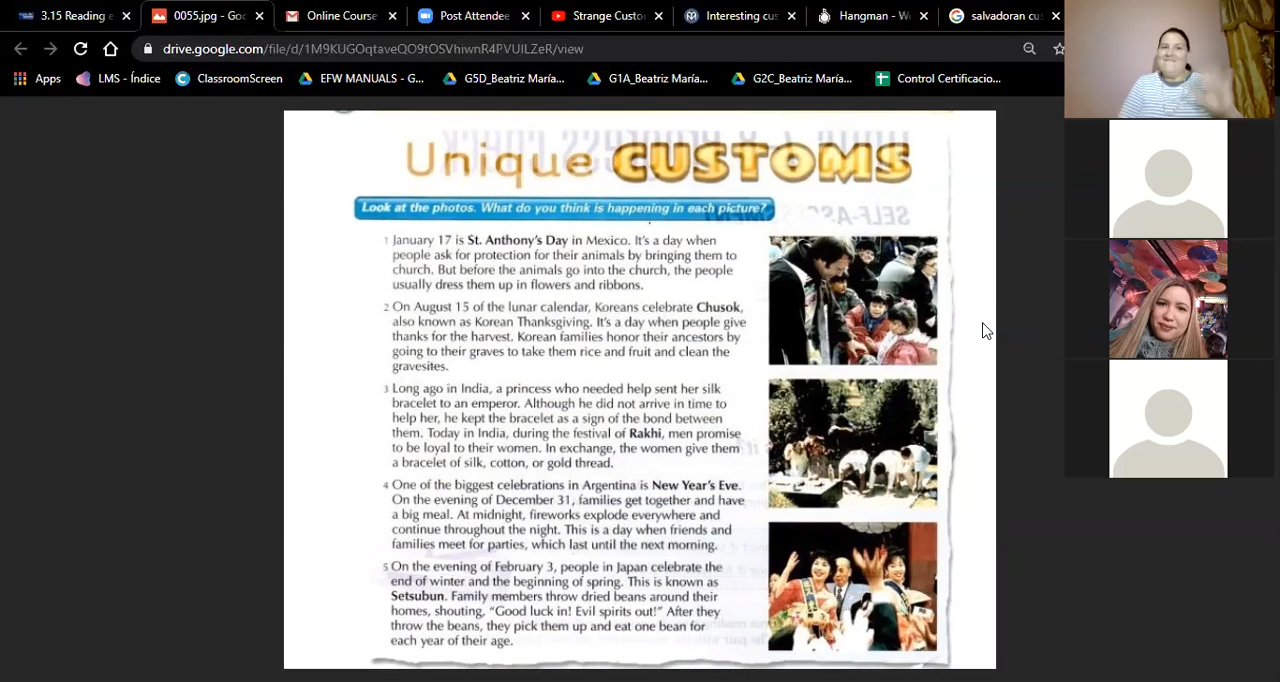 3.15 Reading e
0055.jpg - Goo
Online Course
Post Attendee
Strange Custo
Interesting cus
Hangman - W
salvadoran cu
drive.google.com/file/d/1M9KUGOqtaveQO9tOSVhiwnR4PVUILZeR/view
Apps
LMS - Índice
ClassroomScreen
EFW MANUALS - G...
G5D_Beatriz María...
G1A_Beatriz María...
G2C_Beatriz María...
Control Certificacio...
Unique CUSTOMS
Look at the photos. What do you think is happening in each picture?
1 January 17 is St. Anthony's Day in Mexico. It's a day when
people ask for protection for their animals by bringing them to
church. But before the animals go into the church, the people
usually dress them up in flowers and ribbons.
2 On August 15 of the lunar calendar, Koreans celebrate Chusok,
also known as Korean Thanksgiving. It's a day when people give
thanks for the harvest. Korean families honor their ancestors by
going to their graves to take them rice and fruit and clean the
gravesites.
3 Long ago in India, a princess who needed help sent her silk
bracelet to an emperor. Although he did not arrive in time to
help her, he kept the bracelet as a sign of the bond between
them. Today in India, during the festival of Rakhi, men promise
to be loyal to their women. In exchange, the women give them
a bracelet of silk, cotton, or gold thread.
4 One of the biggest celebrations in Argentina is New Year's Eve.
On the evening of December 31, families get together and have
a big meal. At midnight, fireworks explode everywhere and
continue throughout the night. This is a day when friends and
families meet for parties, which last until the next morning.
5 On the evening of February 3, people in Japan celebrate the
end of winter and the beginning of spring. This is known as
Setsubun. Family members throw dried beans around their
homes, shouting, "Good luck in! Evil spirits out!" After they
throw the beans, they pick them up and eat one bean for
each year of their age.